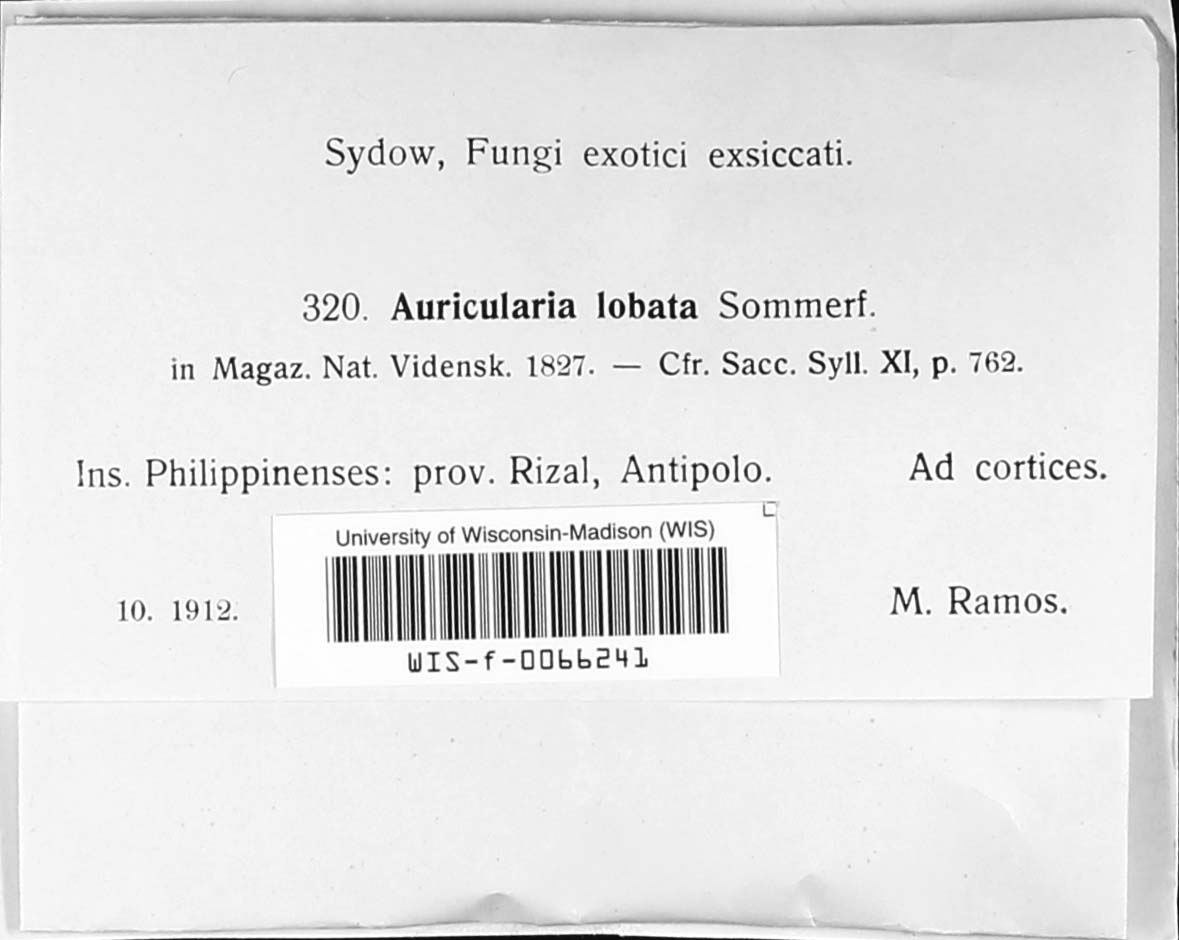 Sydow, Fungi exotici exsiccati.
320. Auricularia lobata Sommerf.
in Magaz. Nat. Vidensk. 1827. — Cfr. Sacc. Syll. XI, p. 762.
Ins. Philippinenses: prov. Rizal, Antipolo. Ad cortices.
University of Wisconsin-Madison (WIS)
10. 1912. M. Ramos.
WIS-f-0066241